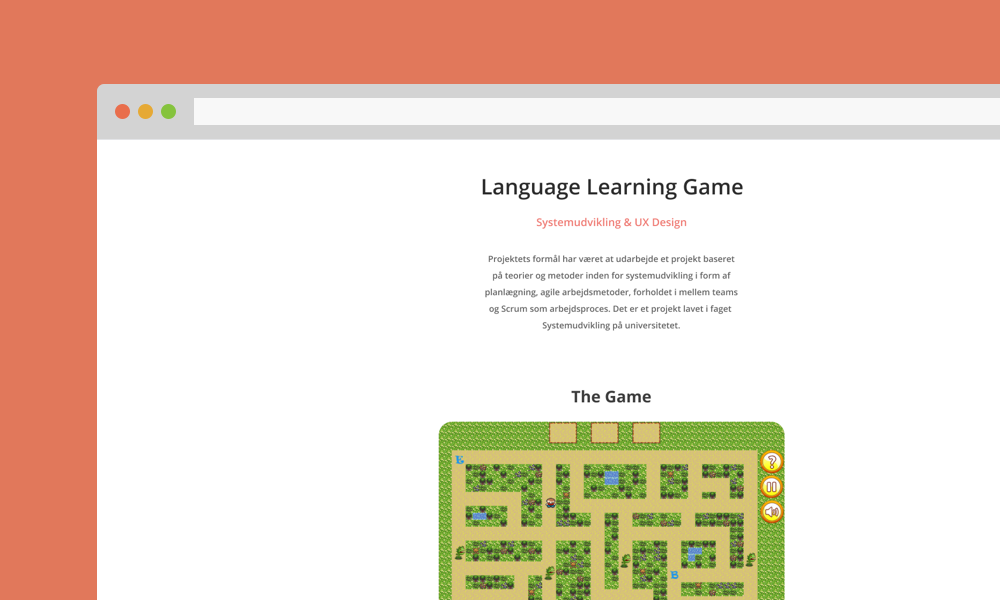 Language Learning Game
Systemudvikling & UX Design
Projektets formål har været at udarbejde et projekt baseret
på teorier og metoder inden for systemudvikling i form af
planlægning, agile arbejdsmetoder, forholdet i mellem teams
og Scrum som arbejdsproces. Det er et projekt lavet i faget
Systemudvikling på universitetet.
The Game
?